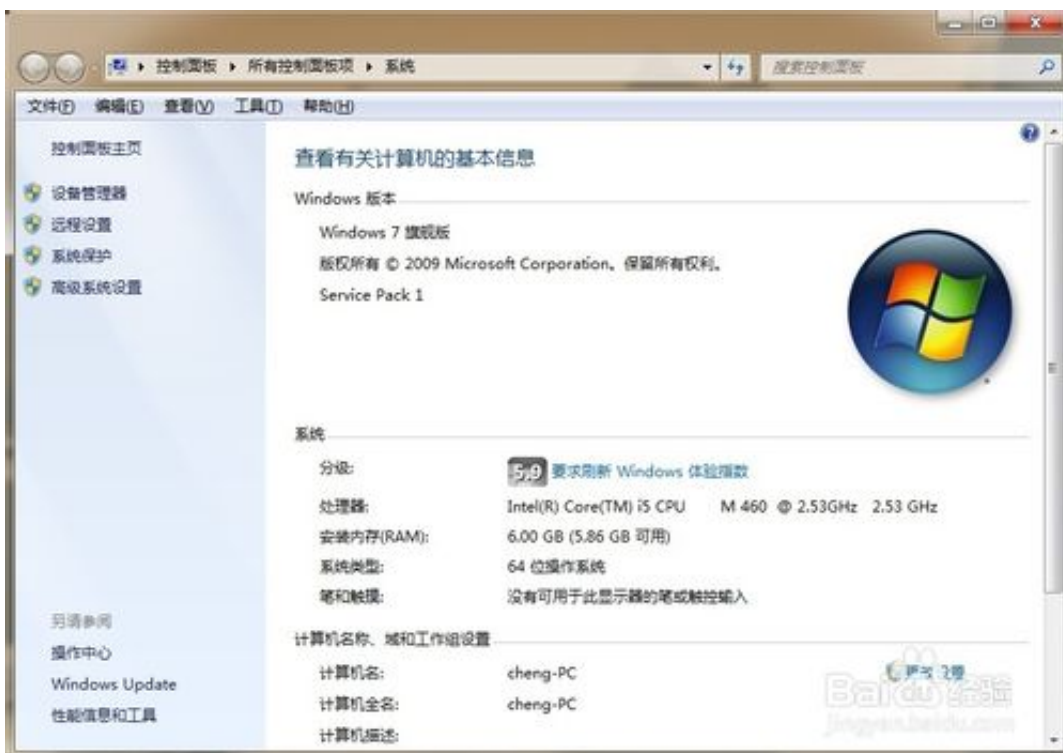 控制面板 ▸ 所有控制面板项 ▸ 系统
搜索控制面板
文件(F) 编辑(E) 查看(V) 工具(T) 帮助(H)
控制面板主页
设备管理器
远程设置
系统保护
高级系统设置
另请参阅
操作中心
Windows Update
性能信息和工具
查看有关计算机的基本信息
Windows 版本
Windows 7 旗舰版
版权所有 © 2009 Microsoft Corporation。保留所有权利。
Service Pack 1
系统
分级: 5,9 要求刷新 Windows 体验指数
处理器: Intel(R) Core(TM) i5 CPU M 460 @ 2.53GHz 2.53 GHz
安装内存(RAM): 6.00 GB (5.86 GB 可用)
系统类型: 64 位操作系统
笔和触摸: 没有可用于此显示器的笔或触控输入
计算机名称、域和工作组设置
计算机名: cheng-PC 更改设置
计算机全名: cheng-PC
计算机描述:
Baidu 经验
jingyan.baidu.com